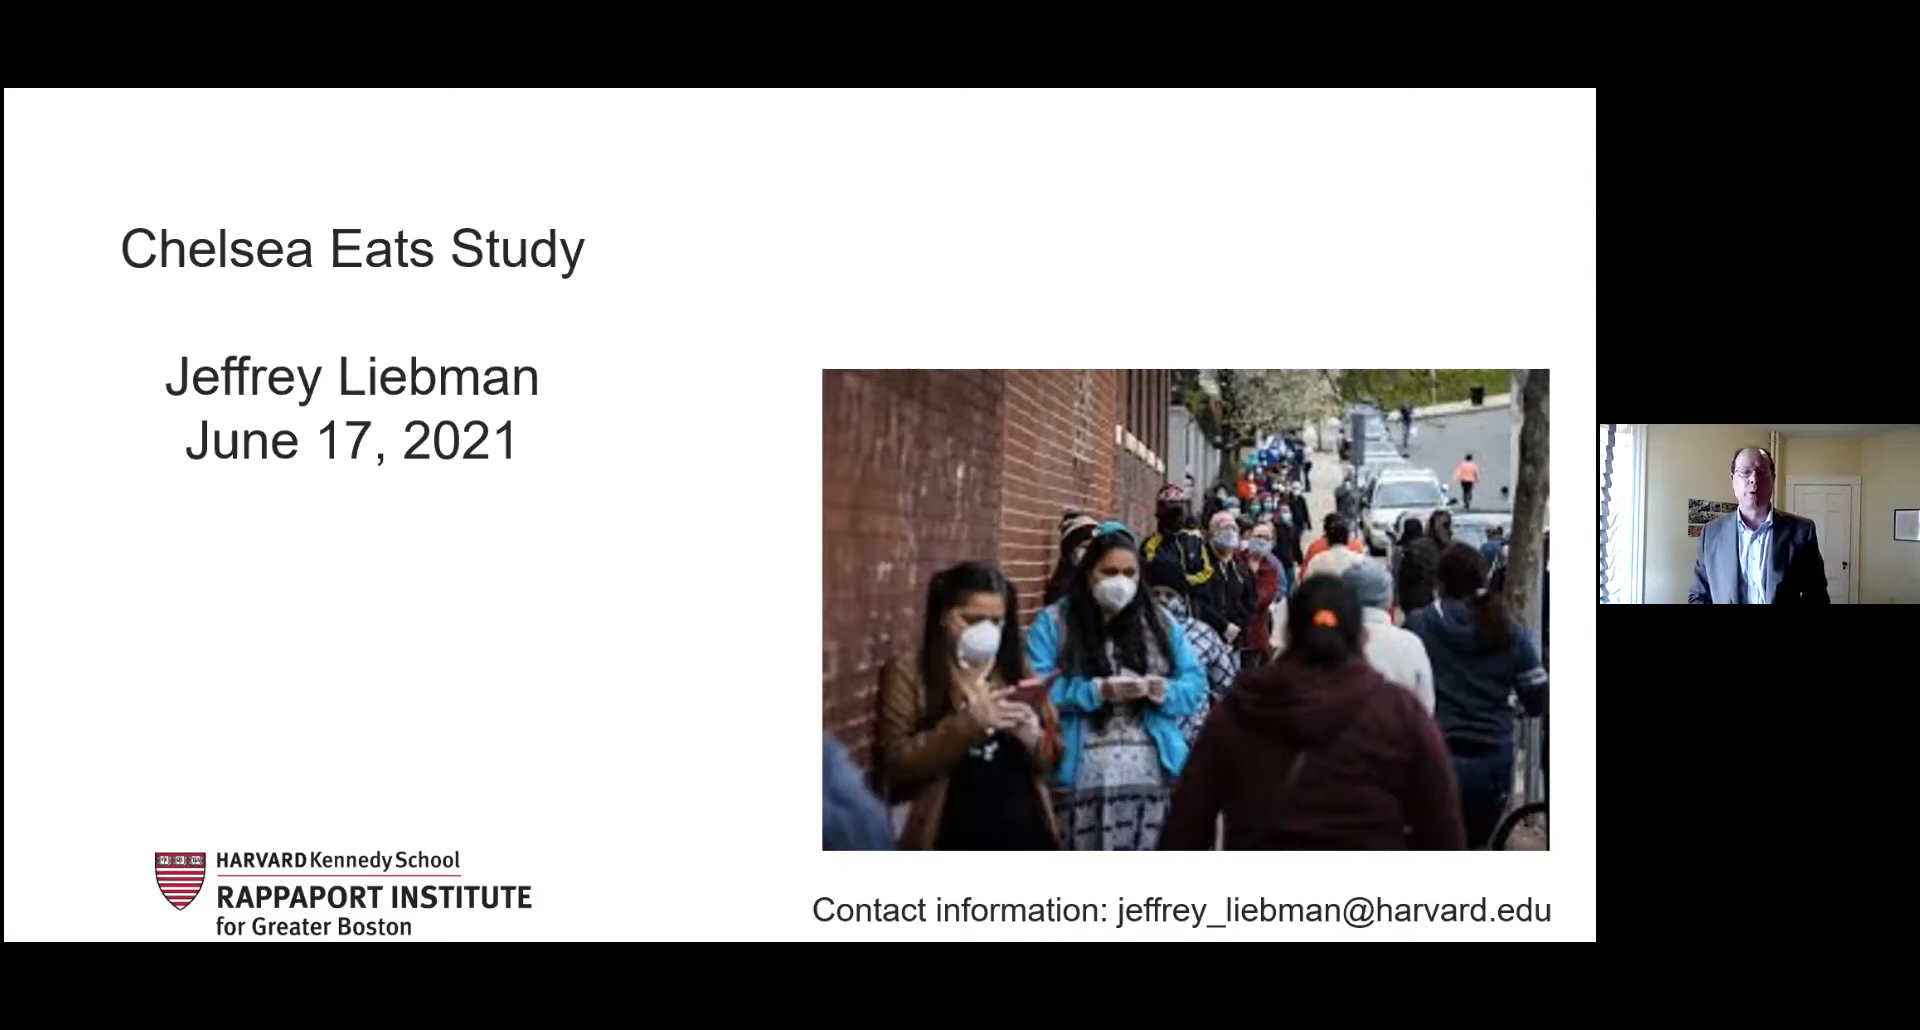 Chelsea Eats Study
Jeffrey Liebman
June 17, 2021
HARVARD Kennedy School
RAPPAPORT INSTITUTE
for Greater Boston
Contact information: jeffrey_liebman@harvard.edu